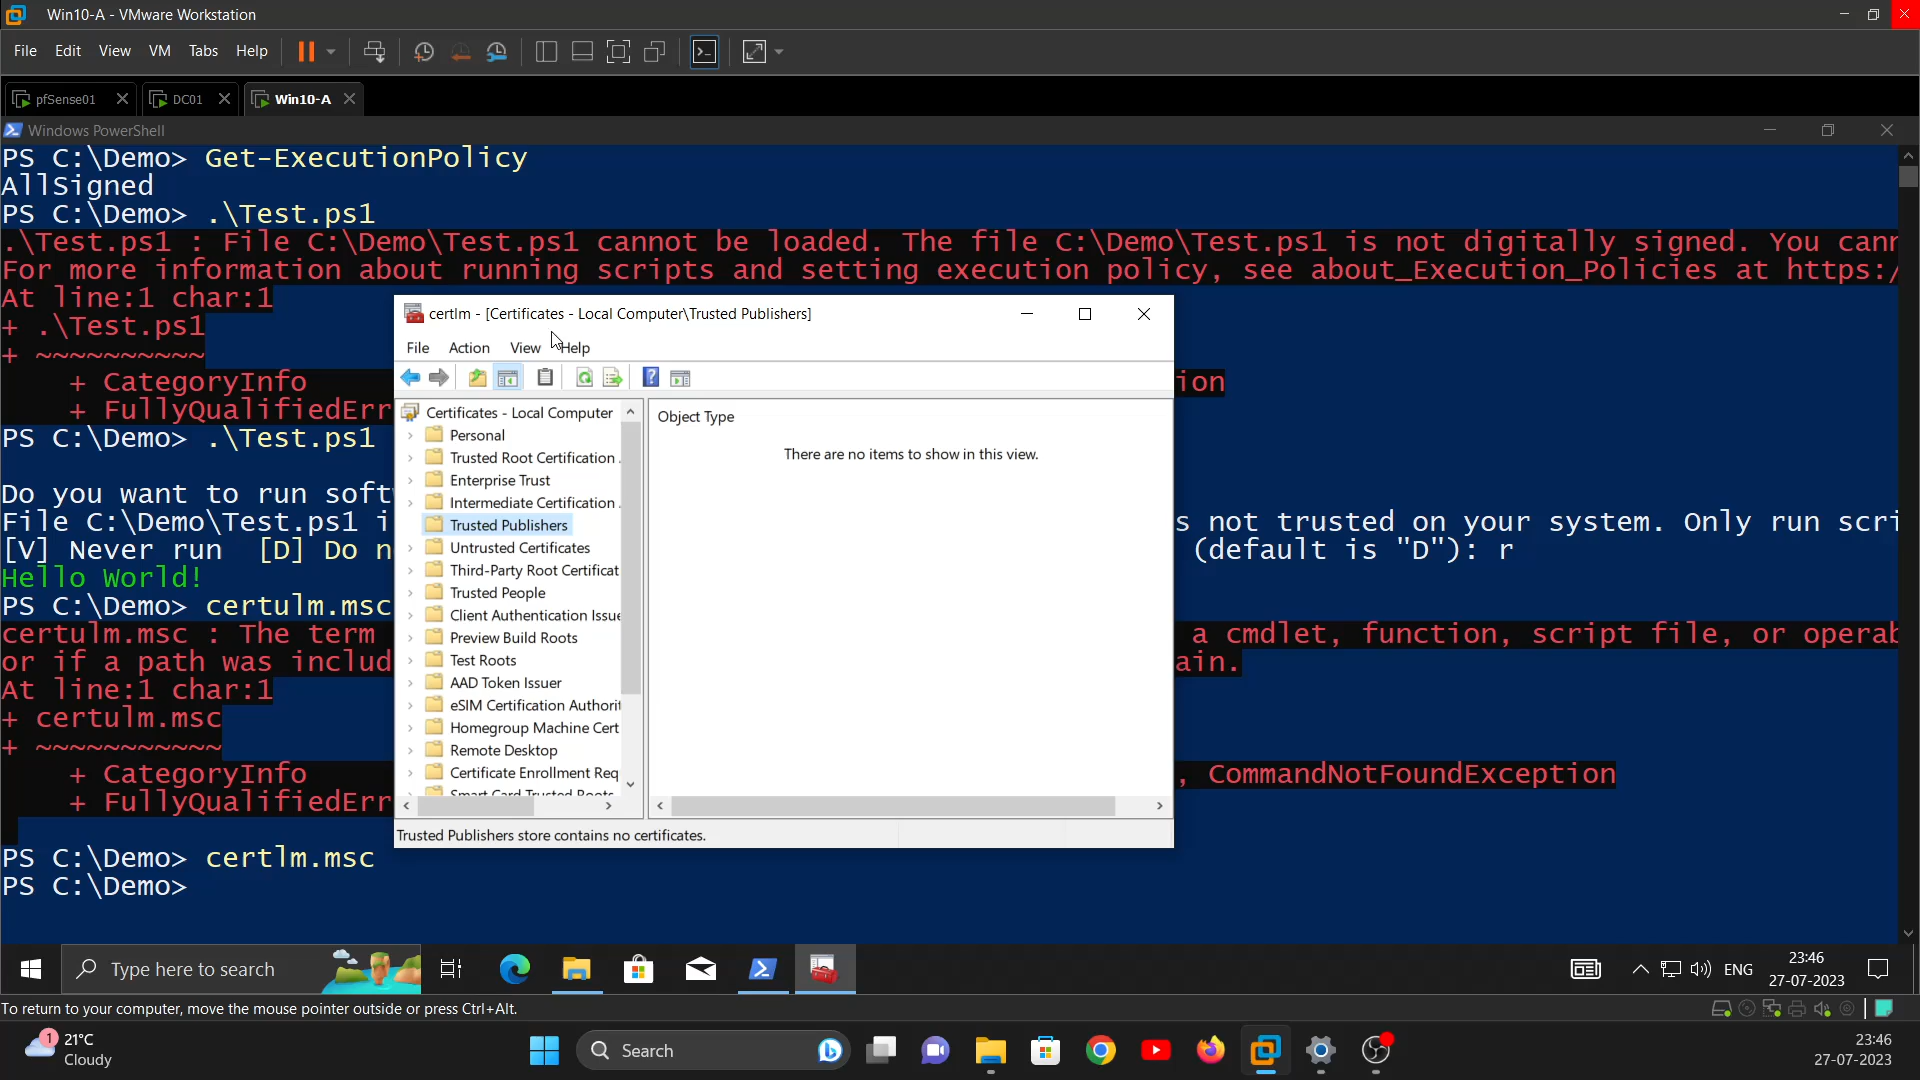 Win10-A - VMware Workstation
File Edit View VM Tabs Help
pfSense01 DC01 Win10-A
Windows PowerShell
PS C:\Demo> Get-ExecutionPolicy
AllSigned
PS C:\Demo> .\Test.ps1
.\Test.ps1 : File C:\Demo\Test.ps1 cannot be loaded. The file C:\Demo\Test.ps1 is not digitally signed. You cann
For more information about running scripts and setting execution policy, see about_Execution_Policies at https:/
At line:1 char:1
+ .\Test.ps1
+ ~~~~~~~~~~
+ CategoryInfo ion
+ FullyQualifiedErr
PS C:\Demo> .\Test.ps1
Do you want to run soft
File C:\Demo\Test.ps1 i s not trusted on your system. Only run scri
[V] Never run [D] Do n (default is "D"): r
Hello World!
PS C:\Demo> certulm.msc
certulm.msc : The term a cmdlet, function, script file, or operab
or if a path was includ ain.
At line:1 char:1
+ certulm.msc
+ ~~~~~~~~~~~
+ CategoryInfo , CommandNotFoundException
+ FullyQualifiedErr
PS C:\Demo> certlm.msc
PS C:\Demo>
certlm - [Certificates - Local Computer\Trusted Publishers]
File Action View Help
Certificates - Local Computer
Personal
Trusted Root Certification
Enterprise Trust
Intermediate Certification
Trusted Publishers
Untrusted Certificates
Third-Party Root Certificat
Trusted People
Client Authentication Issue
Preview Build Roots
Test Roots
AAD Token Issuer
eSIM Certification Authorit
Homegroup Machine Cert
Remote Desktop
Certificate Enrollment Req
Smart Card Trusted Roots
Object Type
There are no items to show in this view.
Trusted Publishers store contains no certificates.
Type here to search
ENG
23:46
27-07-2023
To return to your computer, move the mouse pointer outside or press Ctrl+Alt.
1
21°C
Cloudy
Search
23:46
27-07-2023